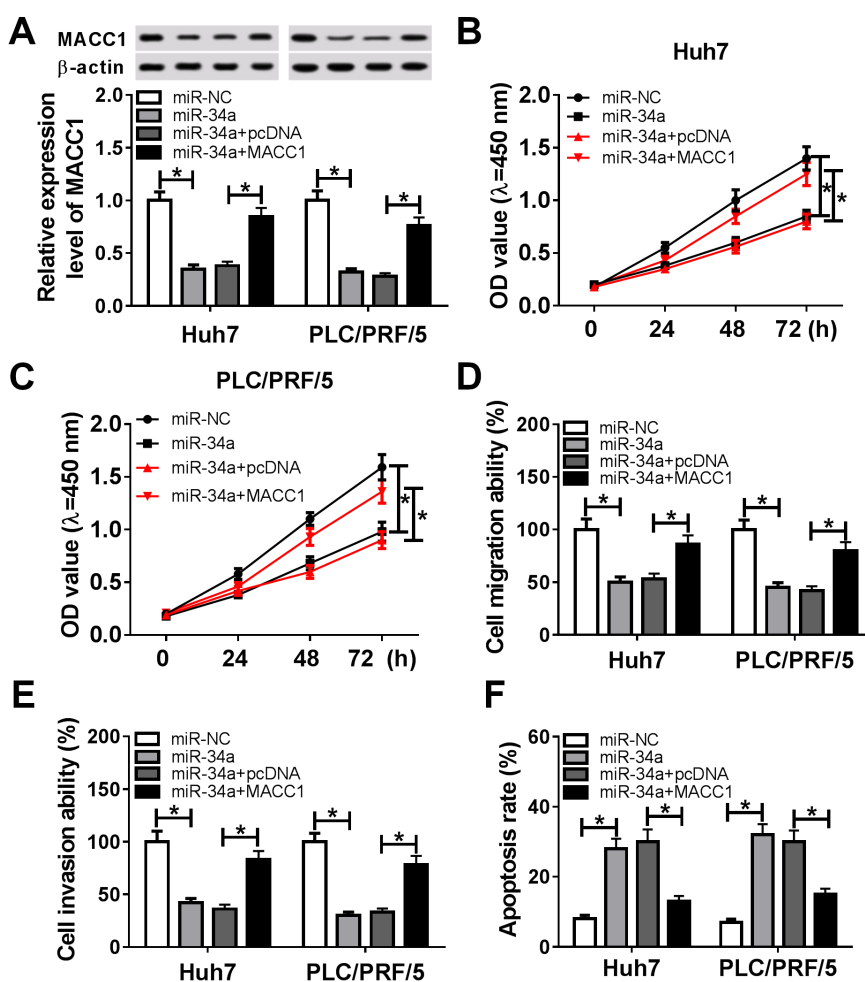 A
MACC1
β-actin
Relative expression
level of MACC1
2.0
1.5
1.0
0.5
0.0
miR-NC
miR-34a
miR-34a+pcDNA
miR-34a+MACC1
*
*
*
*
Huh7
PLC/PRF/5
B
Huh7
OD value (λ=450 nm)
2.0
1.5
1.0
0.5
0.0
miR-NC
miR-34a
miR-34a+pcDNA
miR-34a+MACC1
*
*
0 24 48 72 (h)
C
PLC/PRF/5
OD value (λ=450 nm)
2.0
1.5
1.0
0.5
0.0
miR-NC
miR-34a
miR-34a+pcDNA
miR-34a+MACC1
*
*
0 24 48 72 (h)
D
Cell migration ability (%)
200
150
100
50
0
miR-NC
miR-34a
miR-34a+pcDNA
miR-34a+MACC1
*
*
*
*
Huh7
PLC/PRF/5
E
Cell invasion ability (%)
200
150
100
50
0
miR-NC
miR-34a
miR-34a+pcDNA
miR-34a+MACC1
*
*
*
*
Huh7
PLC/PRF/5
F
Apoptosis rate (%)
60
40
20
0
miR-NC
miR-34a
miR-34a+pcDNA
miR-34a+MACC1
*
*
*
*
Huh7
PLC/PRF/5